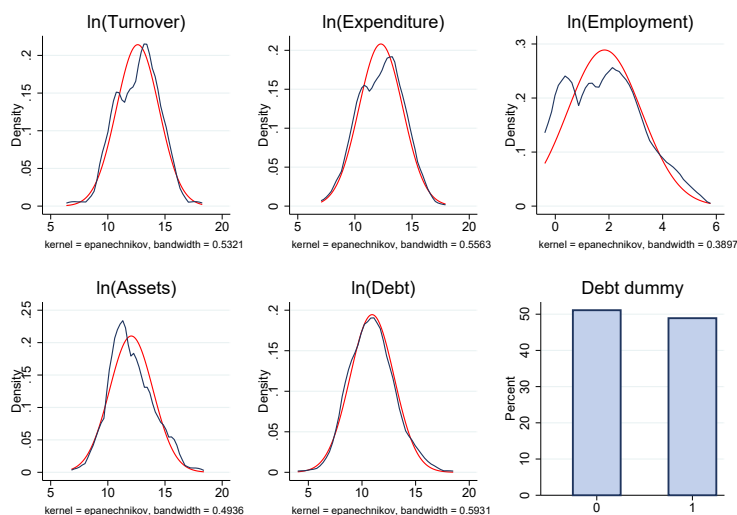 ln(Turnover)
Density
0 .05 .1 .15 .2
5 10 15 20
kernel = epanechnikov, bandwidth = 0.5321
ln(Expenditure)
Density
0 .05 .1 .15 .2
5 10 15 20
kernel = epanechnikov, bandwidth = 0.5563
ln(Employment)
Density
0 .1 .2 .3
0 2 4 6
kernel = epanechnikov, bandwidth = 0.3897
ln(Assets)
Density
0 .05 .1 .15 .2 .25
5 10 15 20
kernel = epanechnikov, bandwidth = 0.4936
ln(Debt)
Density
0 .05 .1 .15 .2
5 10 15 20
kernel = epanechnikov, bandwidth = 0.5931
Debt dummy
Percent
0 10 20 30 40 50
0 1